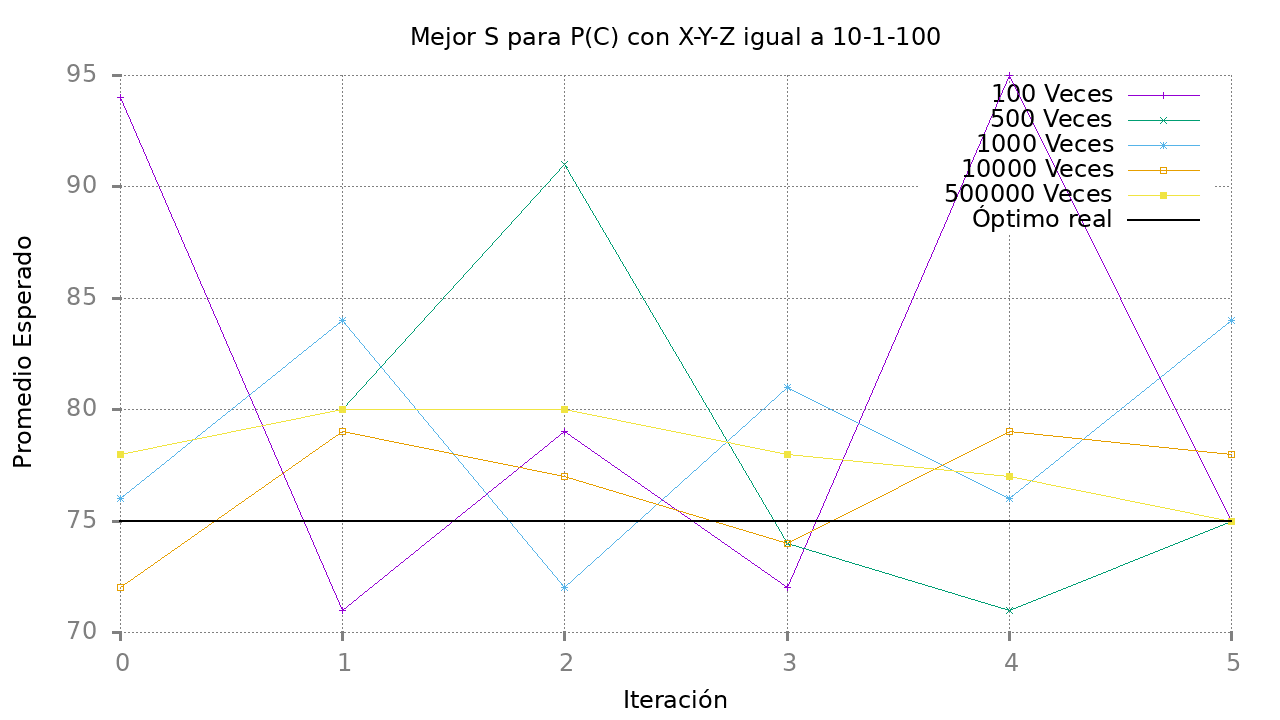 Mejor S para P(C) con X-Y-Z igual a 10-1-100
95
90
85
80
75
70
Promedio Esperado
100 Veces
500 Veces
1000 Veces
10000 Veces
500000 Veces
Óptimo real
0 1 2 3 4 5
Iteración